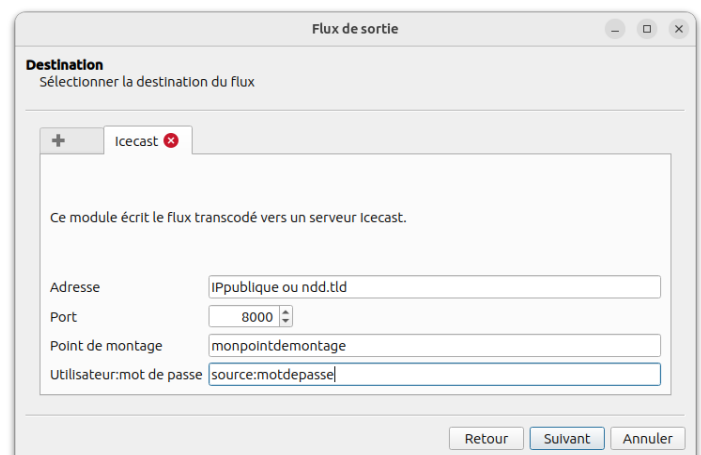 Flux de sortie
Destination
Sélectionner la destination du flux
Icecast
Ce module écrit le flux transcodé vers un serveur Icecast.
Adresse IPpublique ou ndd.tld
Port 8000
Point de montage monpointdemontage
Utilisateur:mot de passe source:motdepasse
Retour Suivant Annuler